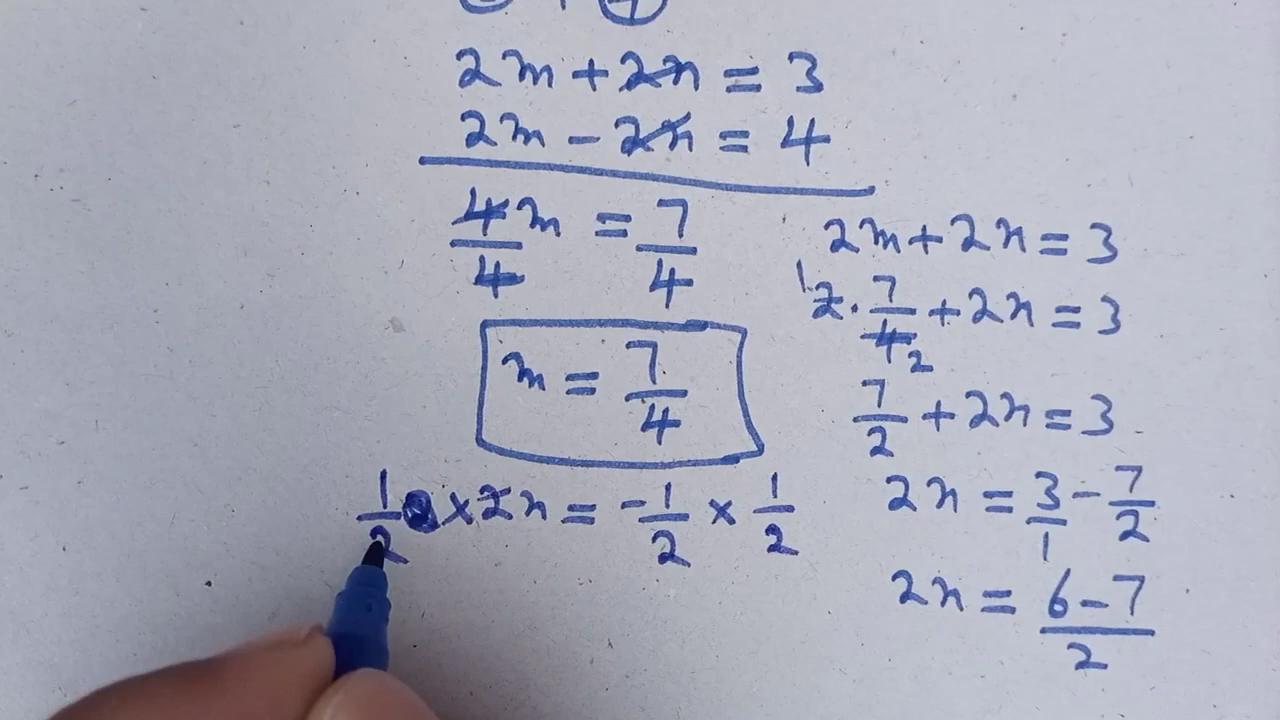 2m + 2n = 3
2m - 2n = 4
4m/4 = 7/4
m = 7/4
2m + 2n = 3
2 · 7/4 + 2n = 3
1 2
7/2 + 2n = 3
2n = 3/1 - 7/2
2n = (6 - 7)/2
1/2 × 2n = -1/2 × 1/2